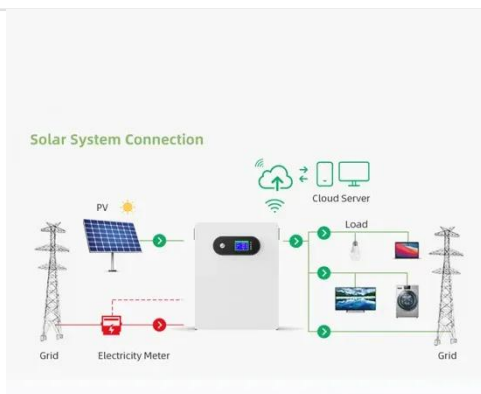 Solar System Connection
Cloud Server
PV
Load
Grid
Electricity Meter
Grid